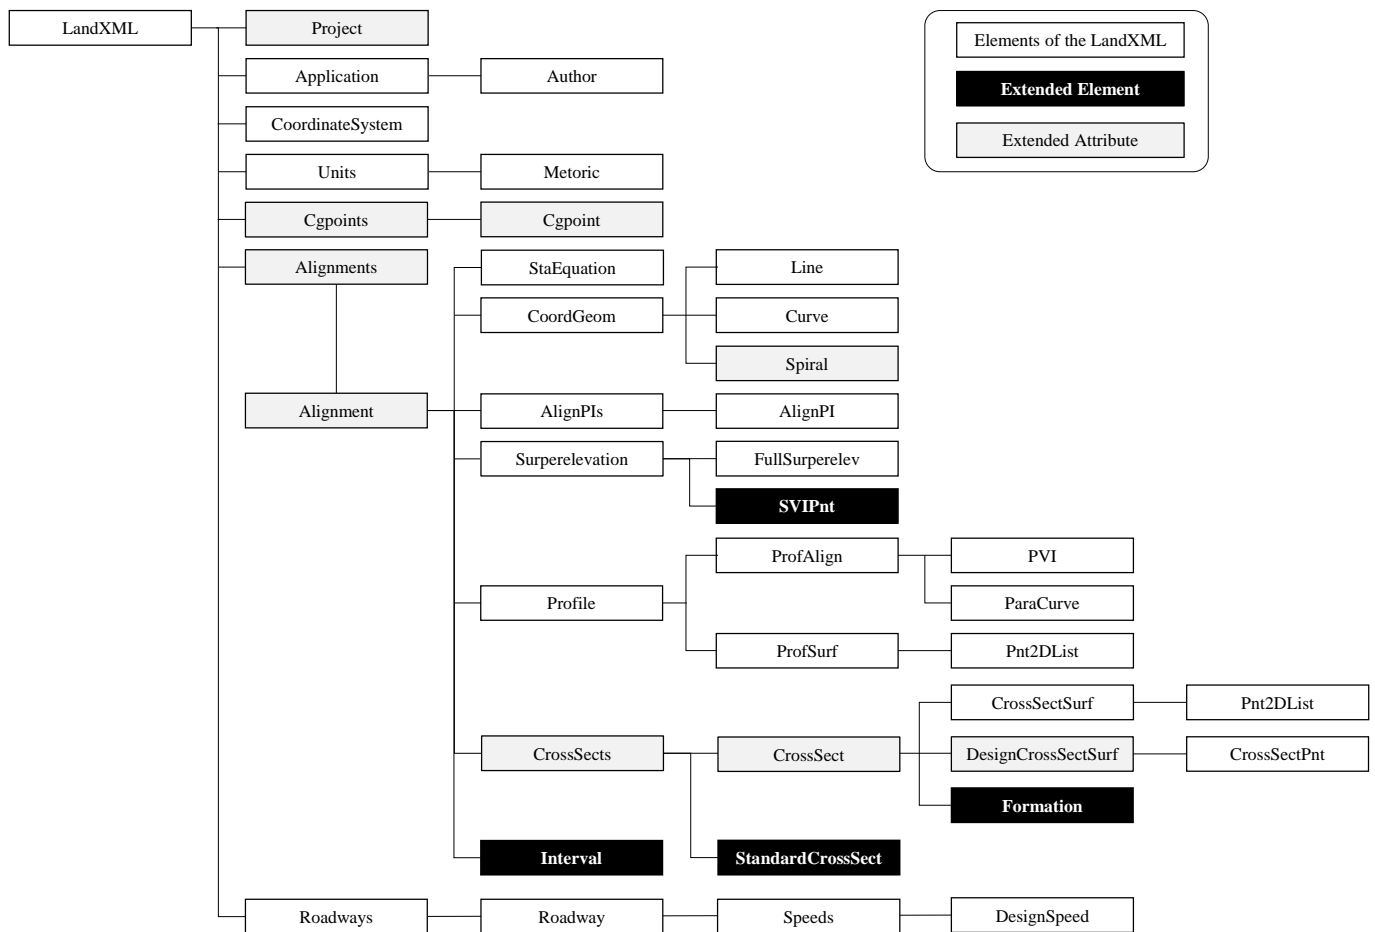 LandXML
Project
Elements of the LandXML
Application
Author
Extended Element
CoordinateSystem
Extended Attribute
Units
Metoric
Cgpoints
Cgpoint
Alignments
StaEquation
Line
CoordGeom
Curve
Spiral
Alignment
AlignPIs
AlignPI
Surperelevation
FullSurperelev
SVIPnt
ProfAlign
PVI
Profile
ParaCurve
ProfSurf
Pnt2DList
CrossSectSurf
Pnt2DList
CrossSects
CrossSect
DesignCrossSectSurf
CrossSectPnt
Formation
Interval
StandardCrossSect
Roadways
Roadway
Speeds
DesignSpeed